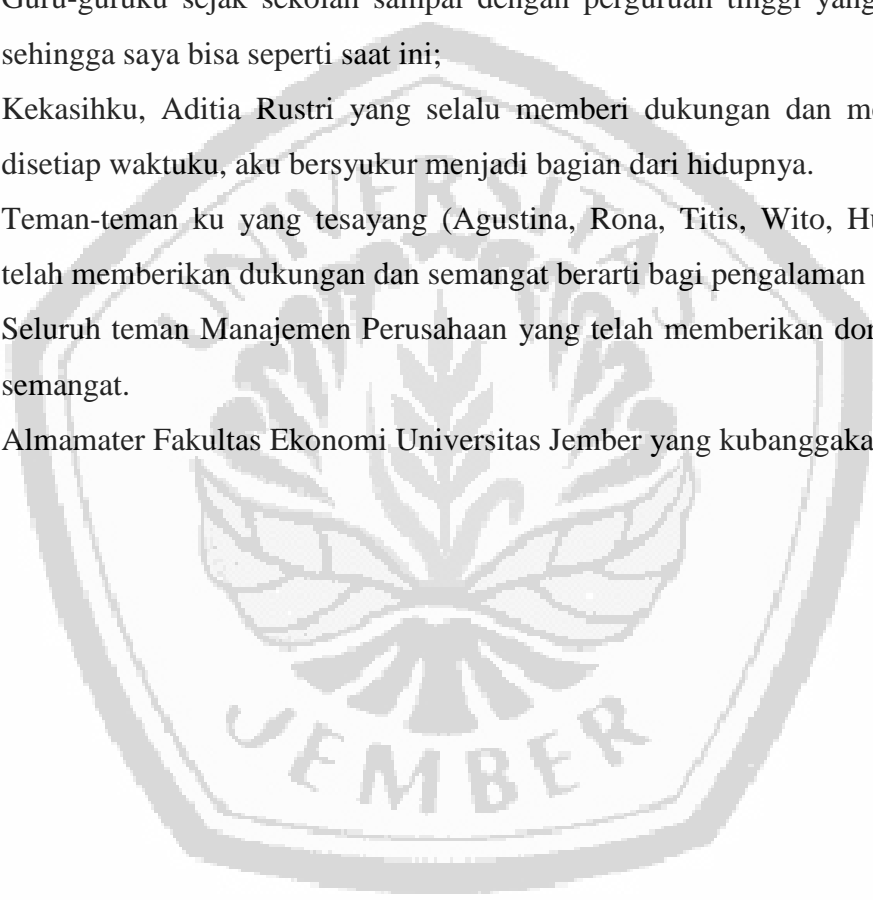 Guru-guruku sejak sekolah sampai dengan perguruan tinggi yang
sehingga saya bisa seperti saat ini;
Kekasihku, Aditia Rustri yang selalu memberi dukungan dan
disetiap waktuku, aku bersyukur menjadi bagian dari hidupnya.
Teman-teman ku yang tesayang (Agustina, Rona, Titis, Wito,
telah memberikan dukungan dan semangat berarti bagi pengalaman
Seluruh teman Manajemen Perusahaan yang telah memberikan
semangat.
Almamater Fakultas Ekonomi Universitas Jember yang
UNIVERSITAS
JEMBER